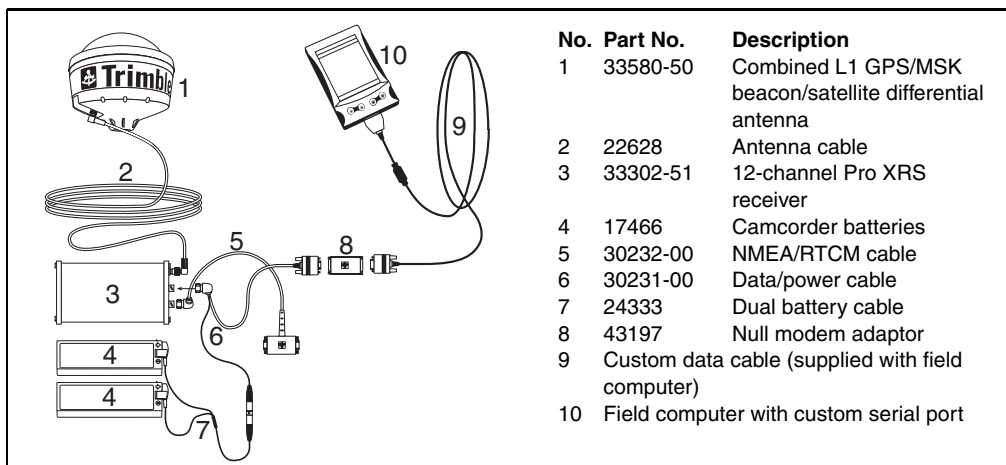 Trimble
1
2
3
4
4
5
6
7
8
9
10
No. Part No. Description
1 33580-50 Combined L1 GPS/MSK
beacon/satellite differential
antenna
2 22628 Antenna cable
3 33302-51 12-channel Pro XRS
receiver
4 17466 Camcorder batteries
5 30232-00 NMEA/RTCM cable
6 30231-00 Data/power cable
7 24333 Dual battery cable
8 43197 Null modem adaptor
9 Custom data cable (supplied with field
computer)
10 Field computer with custom serial port